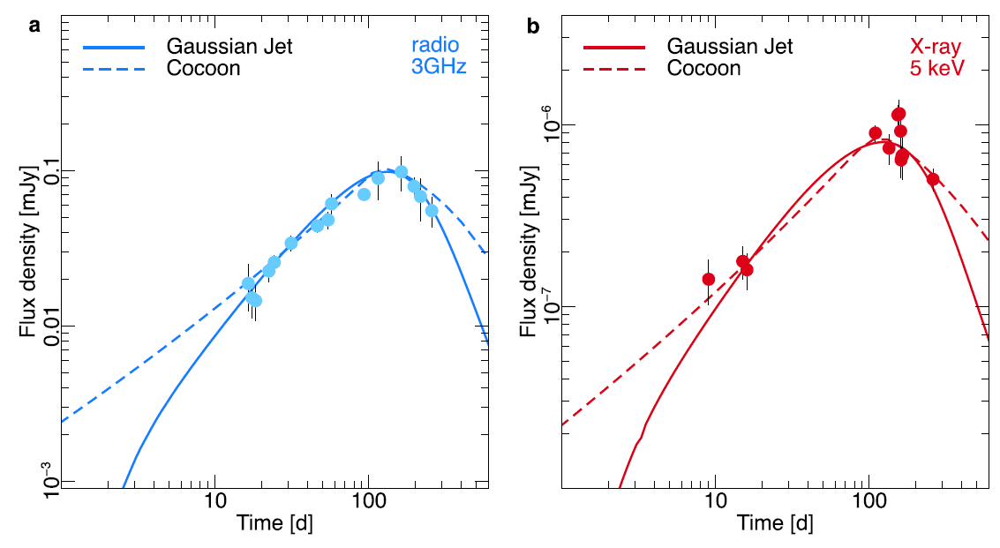 a
Gaussian Jet
Cocoon
radio
3GHz
Flux density [mJy]
0.1
0.01
10⁻³
10
100
Time [d]
b
Gaussian Jet
Cocoon
X-ray
5 keV
Flux density [mJy]
10⁻⁶
10⁻⁷
10
100
Time [d]